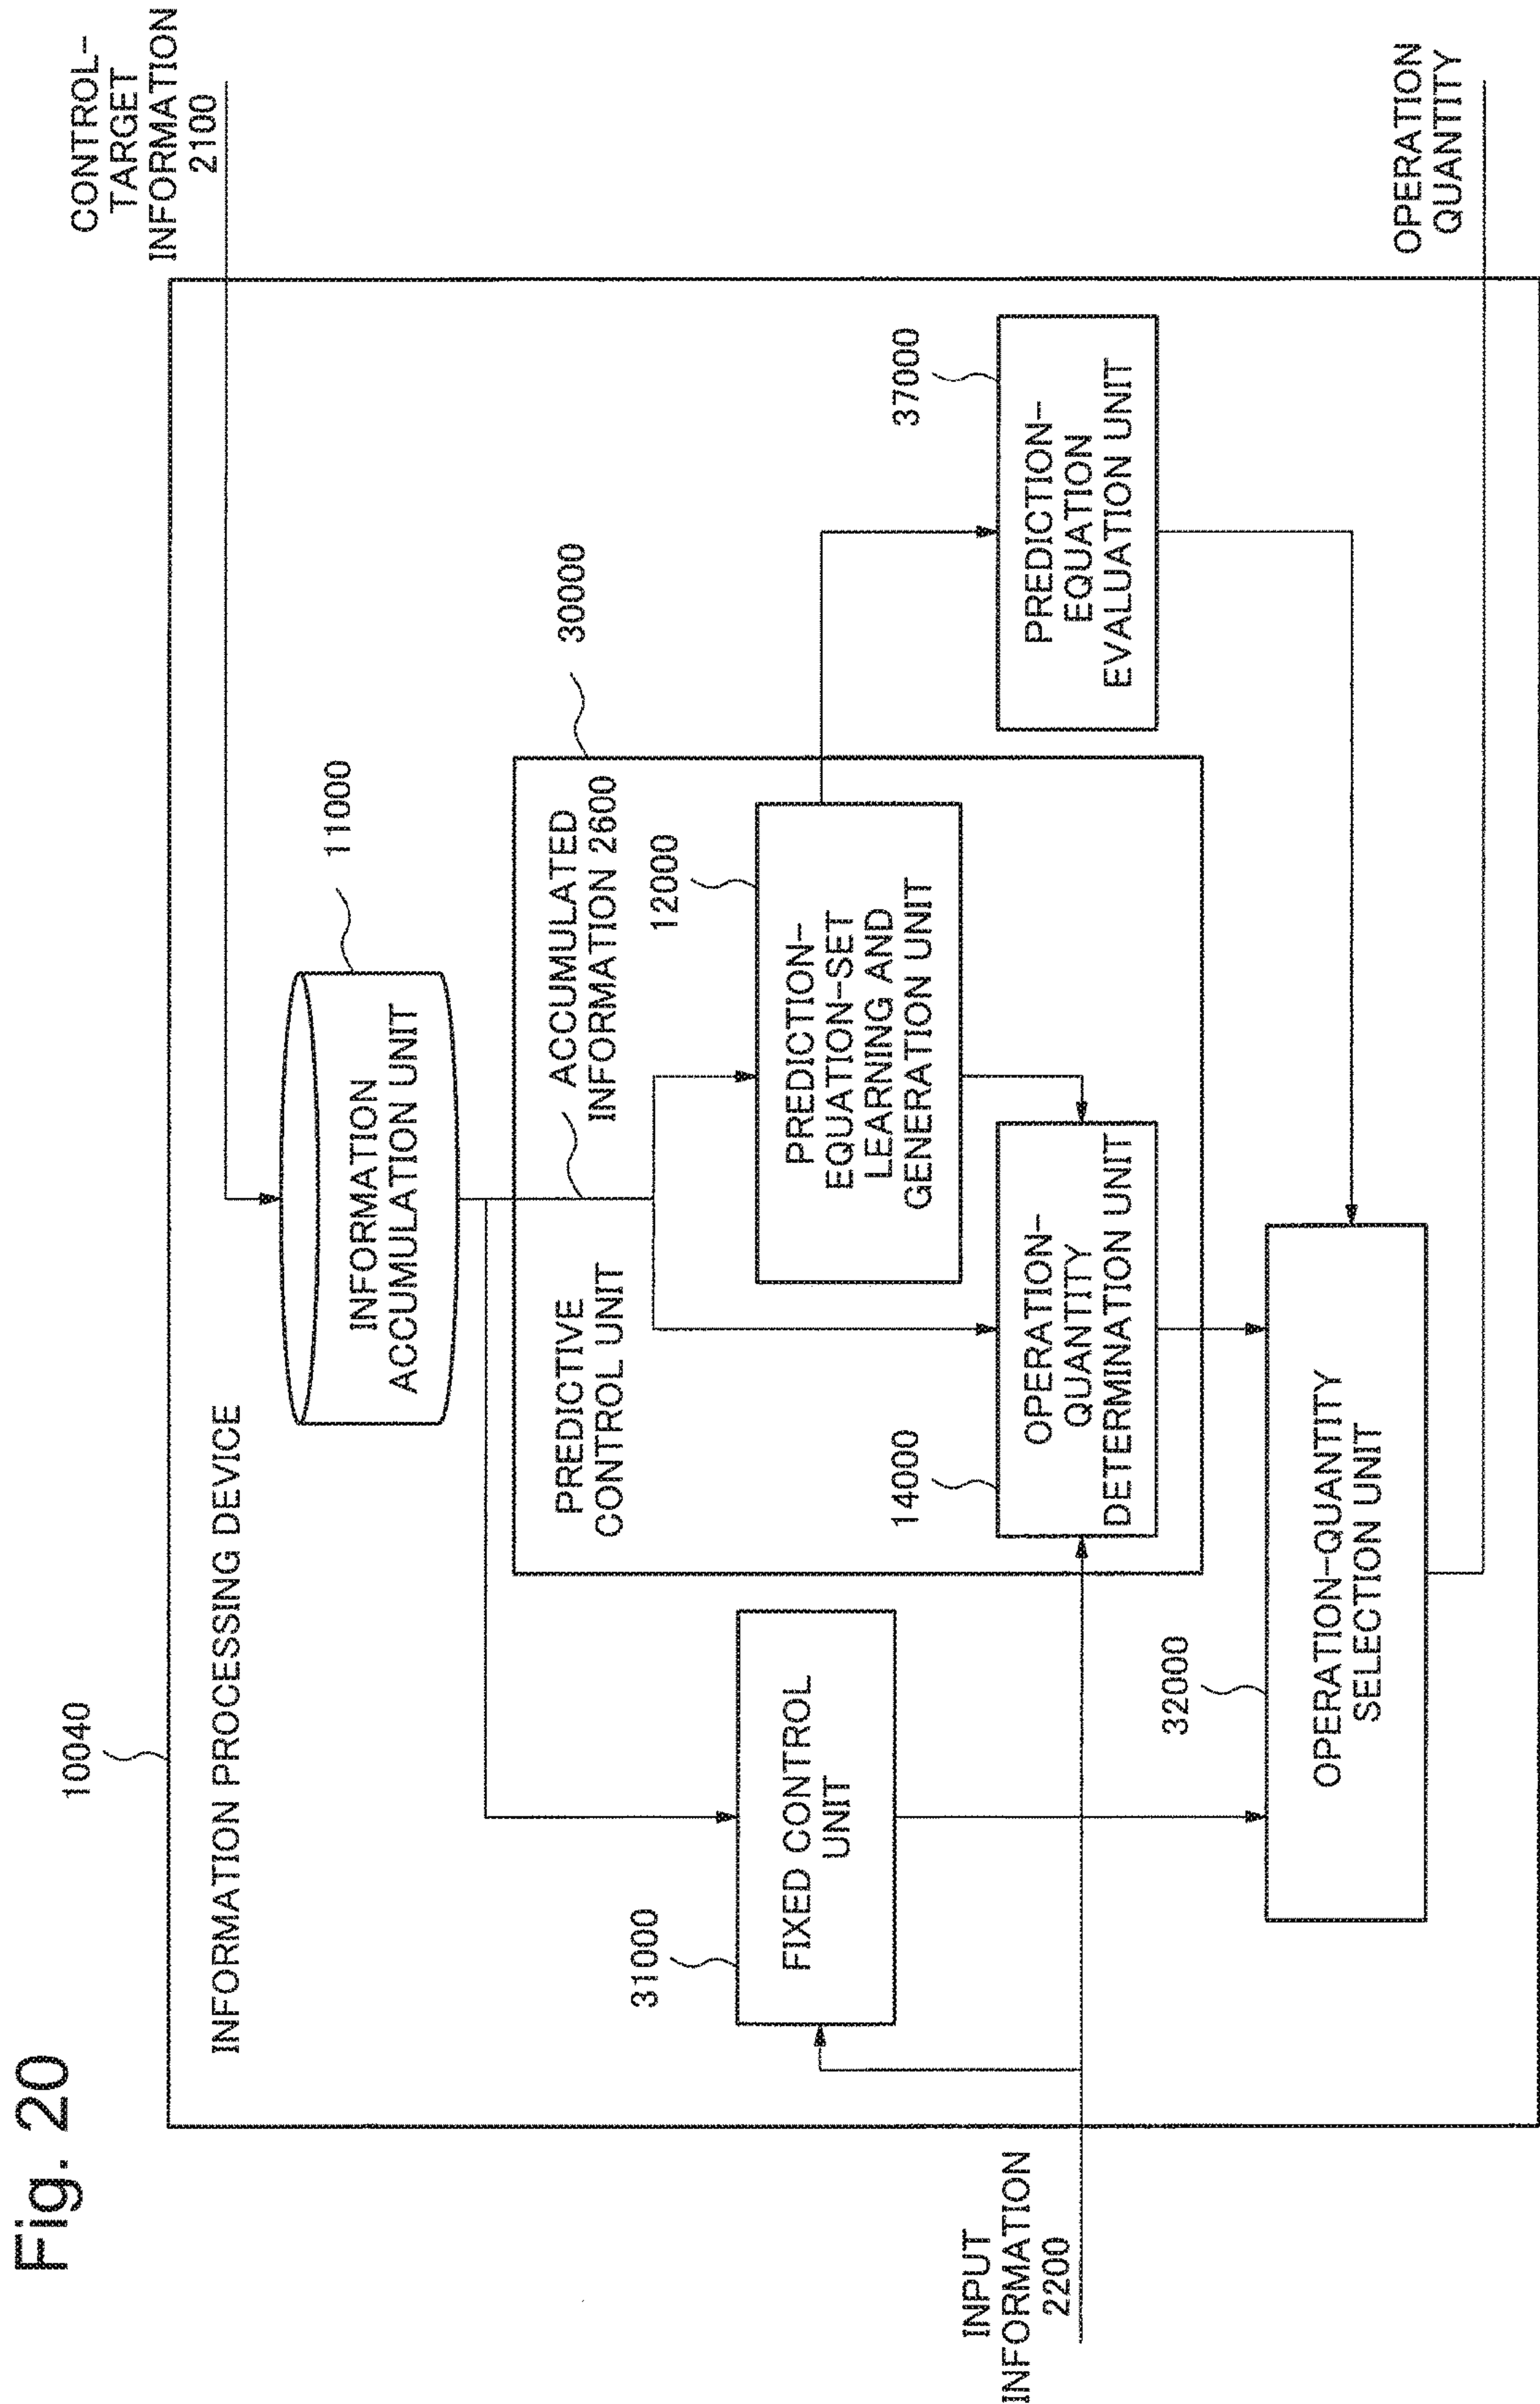 Fig. 20
10040
INFORMATION PROCESSING DEVICE
CONTROL-
TARGET
INFORMATION
2100
11000
INFORMATION
ACCUMULATION UNIT
PREDICTIVE
CONTROL UNIT
ACCUMULATED
INFORMATION 2600
30000
31000
FIXED CONTROL
UNIT
12000
PREDICTION-
EQUATION-SET
LEARNING AND
GENERATION UNIT
INPUT
INFORMATION
2200
14000
OPERATION-
QUANTITY
DETERMINATION UNIT
37000
PREDICTION-
EQUATION
EVALUATION UNIT
32000
OPERATION-QUANTITY
SELECTION UNIT
OPERATION
QUANTITY